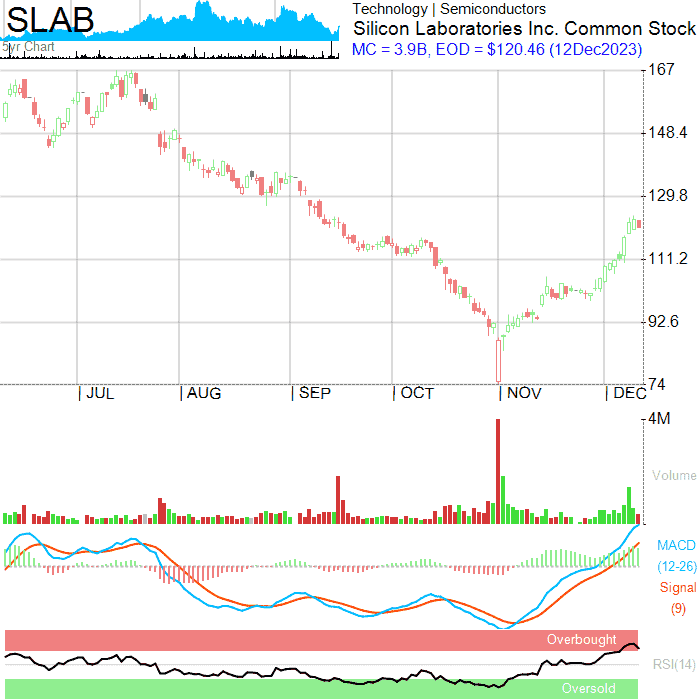 SLAB
5yr Chart
Technology | Semiconductors
Silicon Laboratories Inc. Common Stock
MC = 3.9B, EOD = $120.46 (12Dec2023)
167
148.4
129.8
111.2
92.6
74
| JUL | AUG | SEP | OCT | NOV | DEC
4M
Volume
MACD
(12-26)
Signal
(9)
Overbought
RSI(14)
Oversold